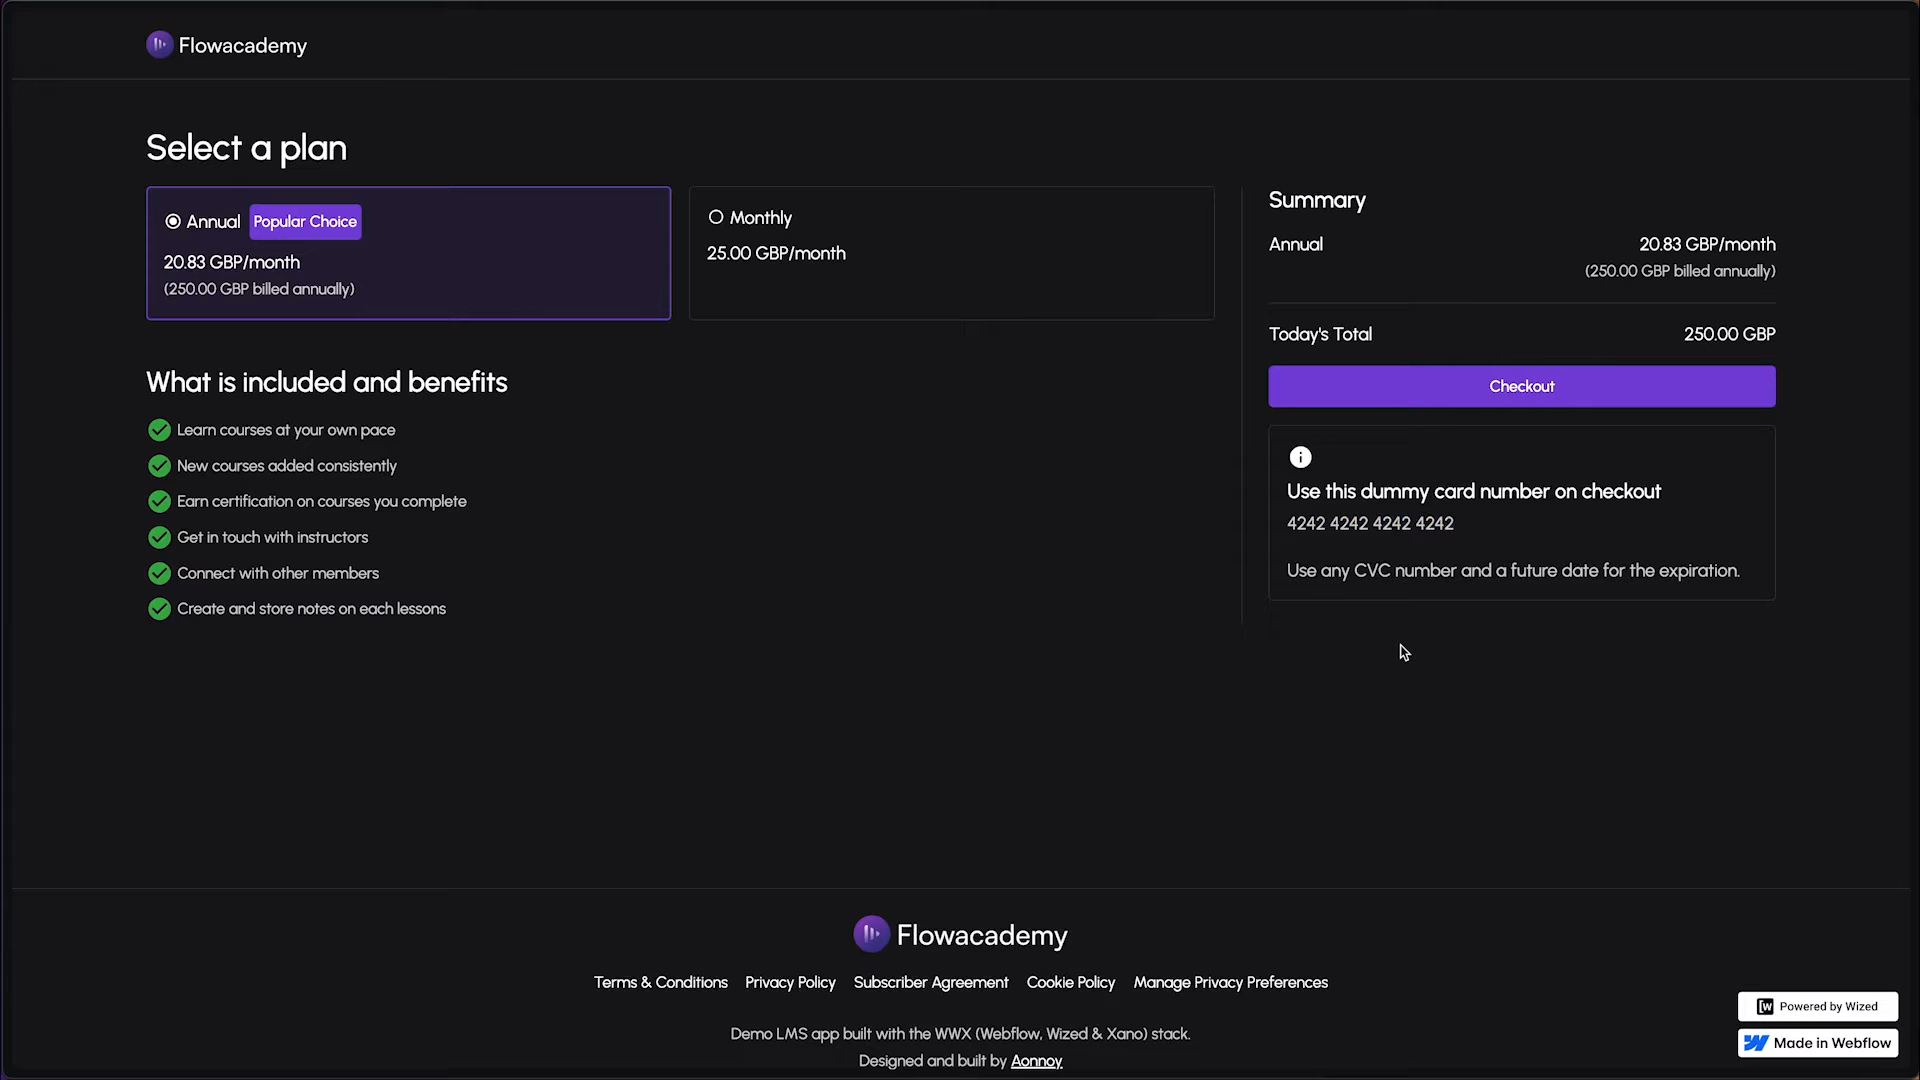 Flowacademy
Select a plan
Annual Popular Choice
20.83 GBP/month
(250.00 GBP billed annually)
Monthly
25.00 GBP/month
What is included and benefits
Learn courses at your own pace
New courses added consistently
Earn certification on courses you complete
Get in touch with instructors
Connect with other members
Create and store notes on each lessons
Summary
Annual 20.83 GBP/month
(250.00 GBP billed annually)
Today's Total 250.00 GBP
Checkout
Use this dummy card number on checkout
4242 4242 4242 4242
Use any CVC number and a future date for the expiration.
Flowacademy
Terms & Conditions Privacy Policy Subscriber Agreement Cookie Policy Manage Privacy Preferences
Demo LMS app built with the WWX (Webflow, Wized & Xano) stack.
Designed and built by Aonnoy
Powered by Wized
Made in Webflow